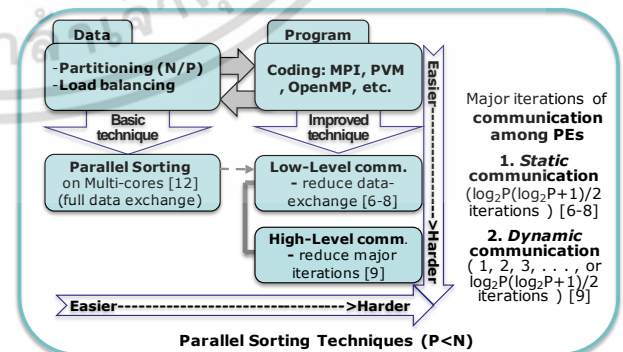 Data
-Partitioning (N/P)
-Load balancing
Program
Coding: MPI, PVM
, OpenMP, etc.
Basic
technique
Improved
technique
Parallel Sorting
on Multi-cores [12]
(full data exchange)
Low-Level comm.
- reduce data-
exchange [6-8]
High-Level comm.
- reduce major
iterations [9]
Easier---------------------->Harder
Easier------------------------------>Harder
Major iterations of
communication
among PEs
1. Static
communication
(log₂P(log₂P+1)/2
iterations ) [6-8]
2. Dynamic
communication
( 1, 2, 3, . . . , or
log₂P(log₂P+1)/2
iterations ) [9]
Parallel Sorting Techniques (P<N)